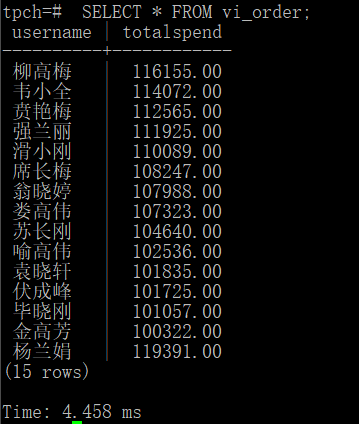 tpch=#  SELECT * FROM vi_order;
 username | totalspend
----------+------------
 柳高梅   |  116155.00
 韦小全   |  114072.00
 贲艳梅   |  112565.00
 强兰丽   |  111925.00
 滑小刚   |  110089.00
 席长梅   |  108247.00
 翁晓婷   |  107988.00
 娄高伟   |  107323.00
 苏长刚   |  104640.00
 喻高伟   |  102536.00
 袁晓轩   |  101835.00
 伏成峰   |  101725.00
 毕晓刚   |  101057.00
 金高芳   |  100322.00
 杨兰娟   |  119391.00
(15 rows)

Time: 4.458 ms